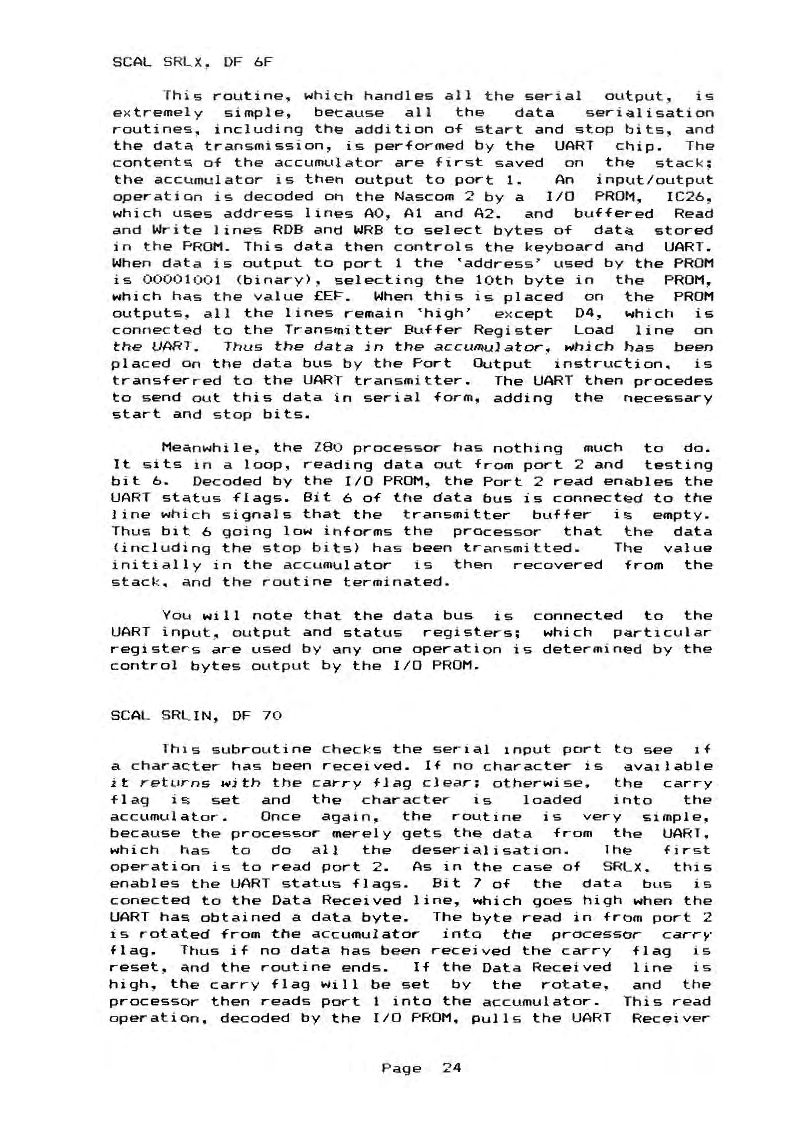 SCAL SRLX, DF 6F
This routine, which handles all the serial output, is
extremely simple, because all the data serialisation
routines, including the addition of start and stop bits, and
the data transmission, is performed by the UART chip. The
contents of the accumulator are first saved on the stack;
the accumulator is then output to port 1. An input/output
operation is decoded on the Nascom 2 by a I/O PROM, IC26,
which uses address lines A0, A1 and A2. and buffered Read
and Write lines RDB and WRB to select bytes of data stored
in the PROM. This data then controls the keyboard and UART.
When data is output to port 1 the 'address' used by the PROM
is 00001001 (binary), selecting the 10th byte in the PROM,
which has the value £EF. When this is placed on the PROM
outputs, all the lines remain 'high' except D4, which is
connected to the Transmitter Buffer Register Load line on
the UART. Thus the data in the accumulator, which has been
placed on the data bus by the Port Output instruction, is
transferred to the UART transmitter. The UART then procedes
to send out this data in serial form, adding the necessary
start and stop bits.
Meanwhile, the Z80 processor has nothing much to do.
It sits in a loop, reading data out from port 2 and testing
bit 6. Decoded by the I/O PROM, the Port 2 read enables the
UART status flags. Bit 6 of the data bus is connected to the
line which signals that the transmitter buffer is empty.
Thus bit 6 going low informs the processor that the data
(including the stop bits) has been transmitted. The value
initially in the accumulator is then recovered from the
stack, and the routine terminated.
You will note that the data bus is connected to the
UART input, output and status registers; which particular
registers are used by any one operation is determined by the
control bytes output by the I/O PROM.
SCAL SRLIN, DF 70
This subroutine checks the serial input port to see if
a character has been received. If no character is available
it returns with the carry flag clear; otherwise, the carry
flag is set and the character is loaded into the
accumulator. Once again, the routine is very simple,
because the processor merely gets the data from the UART,
which has to do all the deserialisation. The first
operation is to read port 2. As in the case of SRLX, this
enables the UART status flags. Bit 7 of the data bus is
conected to the Data Received line, which goes high when the
UART has obtained a data byte. The byte read in from port 2
is rotated from the accumulator into the processor carry
flag. Thus if no data has been received the carry flag is
reset, and the routine ends. If the Data Received line is
high, the carry flag will be set by the rotate, and the
processor then reads port 1 into the accumulator. This read
operation, decoded by the I/O PROM, pulls the UART Receiver
Page 24